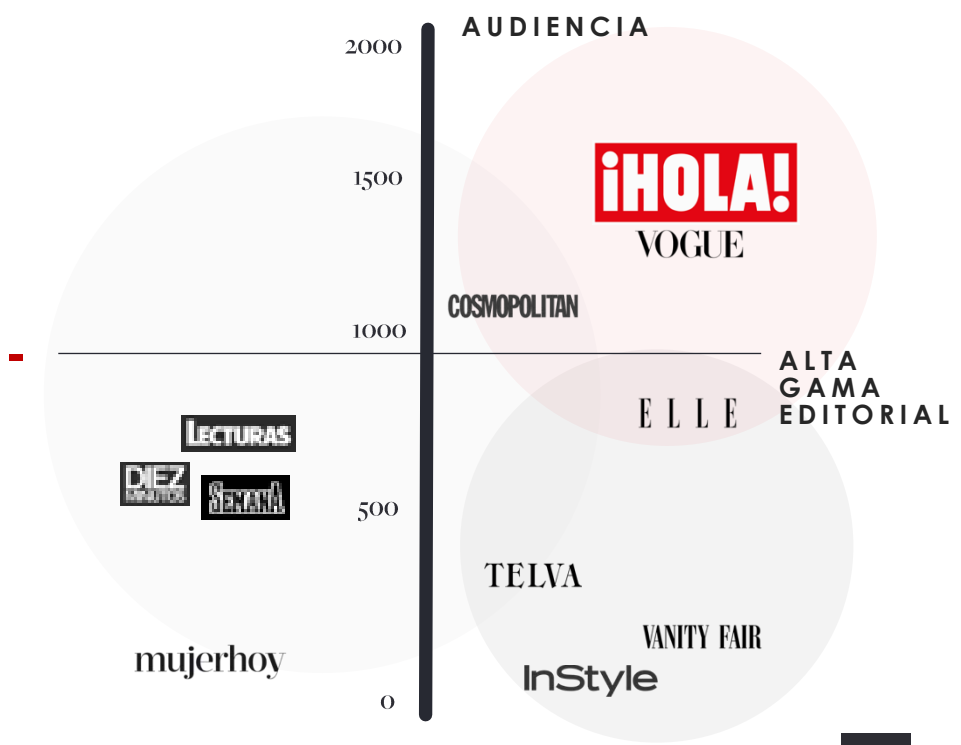 AUDIENCIA
2000
1500
¡HOLA!
VOGUE
COSMOPOLITAN
1000
ALTA
GAMA
EDITORIAL
ELLE
LECTURAS
DIEZ
MINUTOS
SEMANA
500
TELVA
VANITY FAIR
mujerhoy
InStyle
0